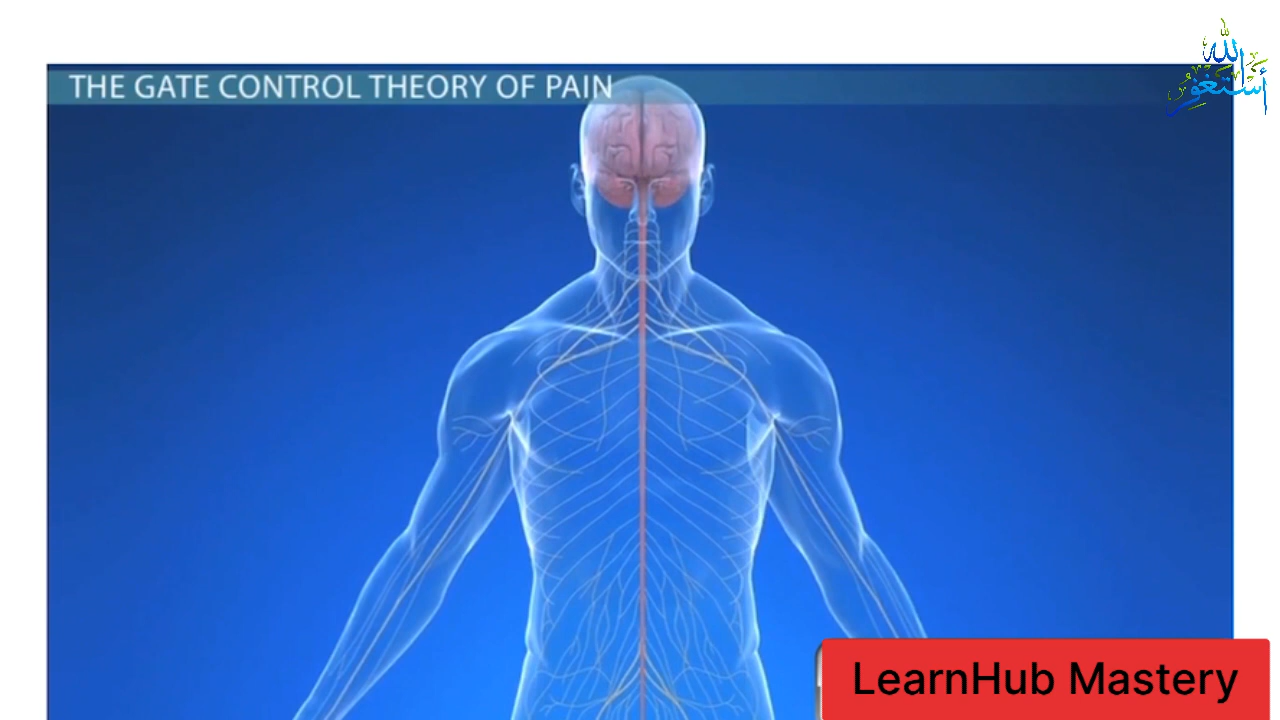 THE GATE CONTROL THEORY OF PAIN
أستغفر الله
LearnHub Mastery